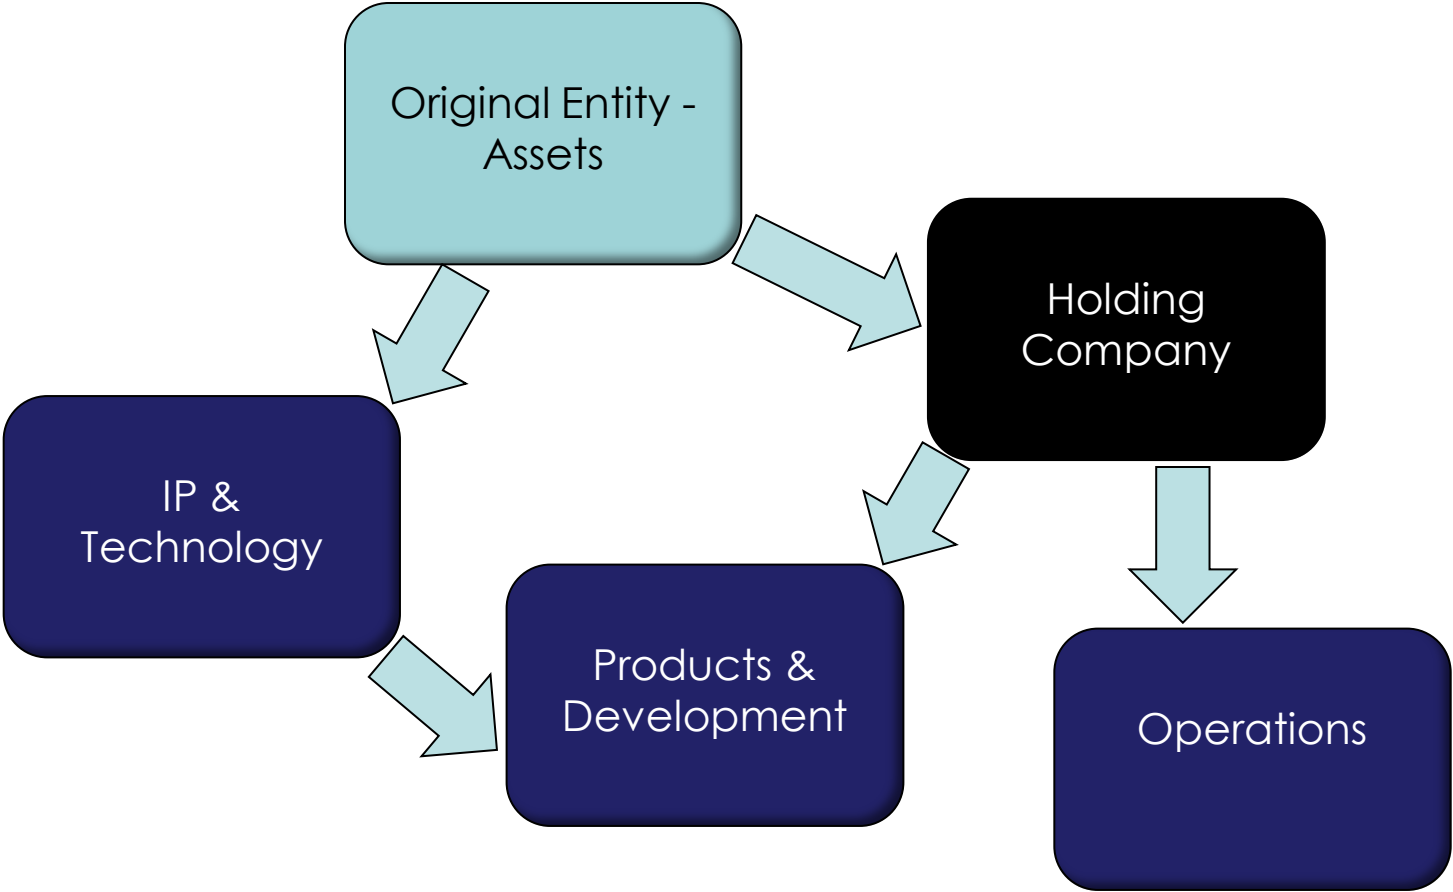 Original Entity -
Assets
Holding
Company
IP &
Technology
Products &
Development
Operations